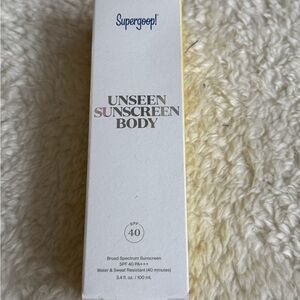 Supergoop!
UNSEEN
SUNSCREEN
BODY
SPF
40
Broad Spectrum Sunscreen
SPF 40 PA+++
Water & Sweat Resistant (40 minutes)
3.4 fl. oz. / 100 mL